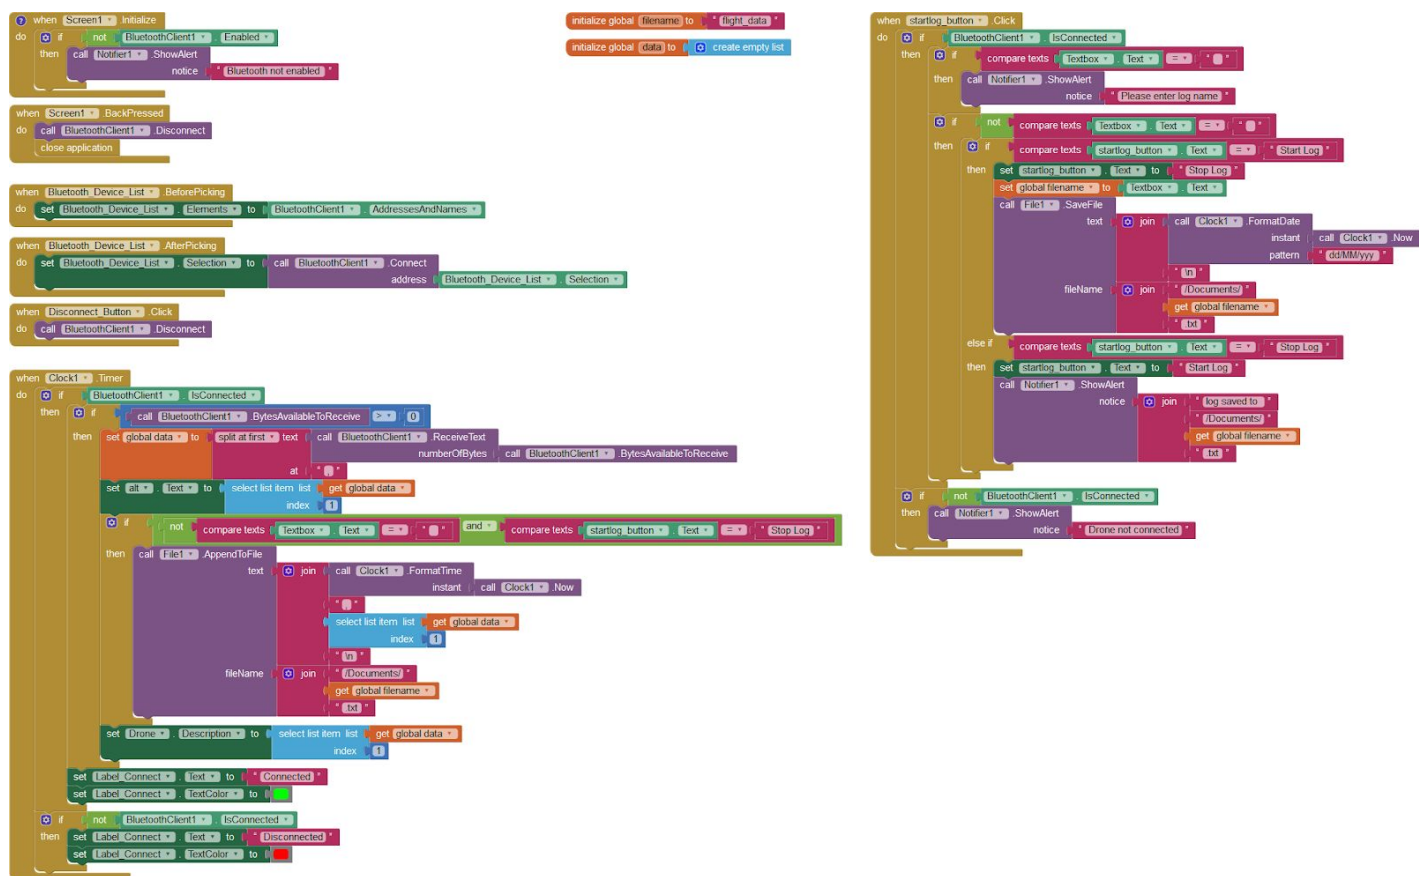 when Screen1 .Initialize
do if not BluetoothClient1 . Enabled
then call Notifier1 .ShowAlert
notice " Bluetooth not enabled "
when Screen1 .BackPressed
do call BluetoothClient1 .Disconnect
close application
when Bluetooth_Device_List .BeforePicking
do set Bluetooth_Device_List . Elements to BluetoothClient1 . AddressesAndNames
when Bluetooth_Device_List .AfterPicking
do set Bluetooth_Device_List . Selection to call BluetoothClient1 .Connect
address Bluetooth_Device_List . Selection
when Disconnect_Button .Click
do call BluetoothClient1 .Disconnect
when Clock1 .Timer
do if BluetoothClient1 . IsConnected
then if call BluetoothClient1 .BytesAvailableToReceive > 0
then set global data to split at first text call BluetoothClient1 .ReceiveText
numberOfBytes call BluetoothClient1 .BytesAvailableToReceive
at " , "
set alt . Text to select list item list get global data
index 1
if not compare texts Textbox . Text = " " and compare texts startlog_button . Text = " Stop Log "
then call File1 .AppendToFile
text join call Clock1 .FormatTime
instant call Clock1 .Now
" , "
select list item list get global data
index 1
" \n "
fileName join " /Documents/ "
get global filename
" .txt "
set Drone . Description to select list item list get global data
index 1
set Label_Connect . Text to " Connected "
set Label_Connect . TextColor to
if not BluetoothClient1 . IsConnected
then set Label_Connect . Text to " Disconnected "
set Label_Connect . TextColor to
initialize global filename to " flight_data "
initialize global data to create empty list
when startlog_button .Click
do if BluetoothClient1 . IsConnected
then if compare texts Textbox . Text = " "
then call Notifier1 .ShowAlert
notice " Please enter log name "
if not compare texts Textbox . Text = " "
then if compare texts startlog_button . Text = " Start Log "
then set startlog_button . Text to " Stop Log "
set global filename to Textbox . Text
call File1 .SaveFile
text join call Clock1 .FormatDate
instant call Clock1 .Now
pattern " dd/MM/yyy "
" \n "
fileName join " /Documents/ "
get global filename
" .txt "
else if compare texts startlog_button . Text = " Stop Log "
then set startlog_button . Text to " Start Log "
call Notifier1 .ShowAlert
notice join " log saved to "
" /Documents/ "
get global filename
" .txt "
if not BluetoothClient1 . IsConnected
then call Notifier1 .ShowAlert
notice " Drone not connected "